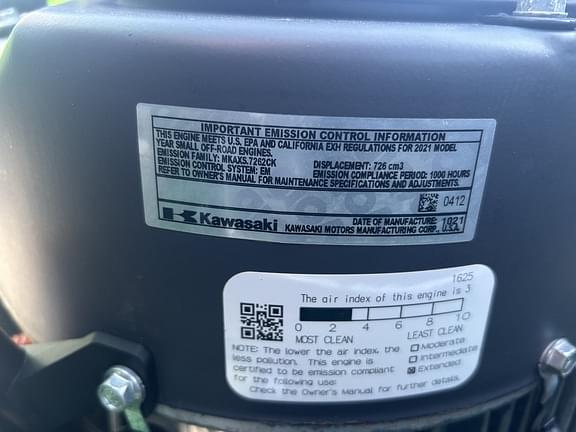 IMPORTANT EMISSION CONTROL INFORMATION
THIS ENGINE MEETS U.S. EPA AND CALIFORNIA EXH REGULATIONS FOR 2021 MODEL
YEAR SMALL OFF-ROAD ENGINES.
EMISSION FAMILY: MKAXS.7262CK DISPLACEMENT: 726 cm3
EMISSION CONTROL SYSTEM: EM EMISSION COMPLIANCE PERIOD: 1000 HOURS
REFER TO OWNER'S MANUAL FOR MAINTENANCE SPECIFICATIONS AND ADJUSTMENTS.
0412
Kawasaki DATE OF MANUFACTURE: 1021
KAWASAKI MOTORS MANUFACTURING CORP., U.S.A.
1625
The air index of this engine is 3
0 2 4 6 8 10
MOST CLEAN LEAST CLEAN
NOTE: The lower the air index, the
less pollution. This engine is
certified to be emission compliant
for the following use:
Moderate
Intermediate
Extended
Check the Owner's Manual for further details.